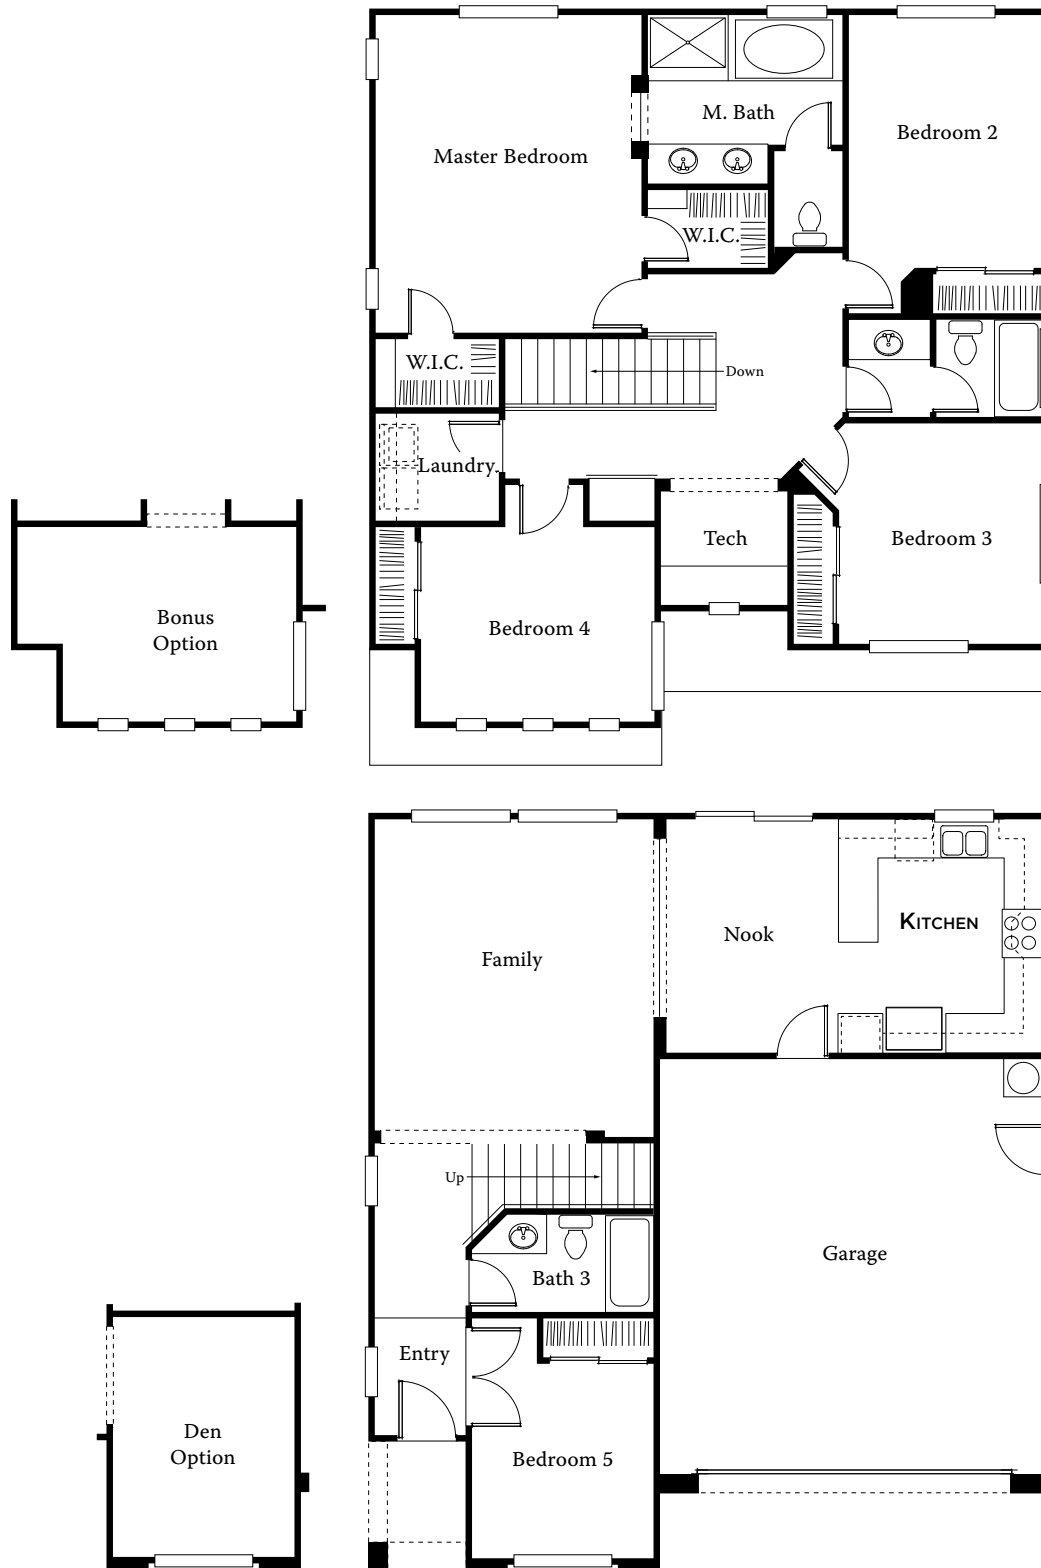 M. Bath
Bedroom 2
Master Bedroom
W.I.C.
W.I.C.
Down
Laundry
Tech
Bedroom 3
Bonus
Option
Bedroom 4
Kitchen
Nook
Family
Up
Garage
Bath 3
Entry
Den
Option
Bedroom 5